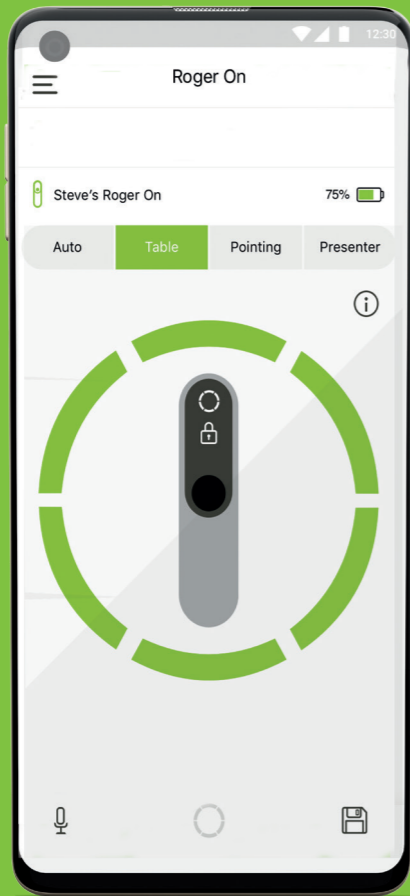 12:30
Roger On
Steve's Roger On 75%
Auto Table Pointing Presenter
i